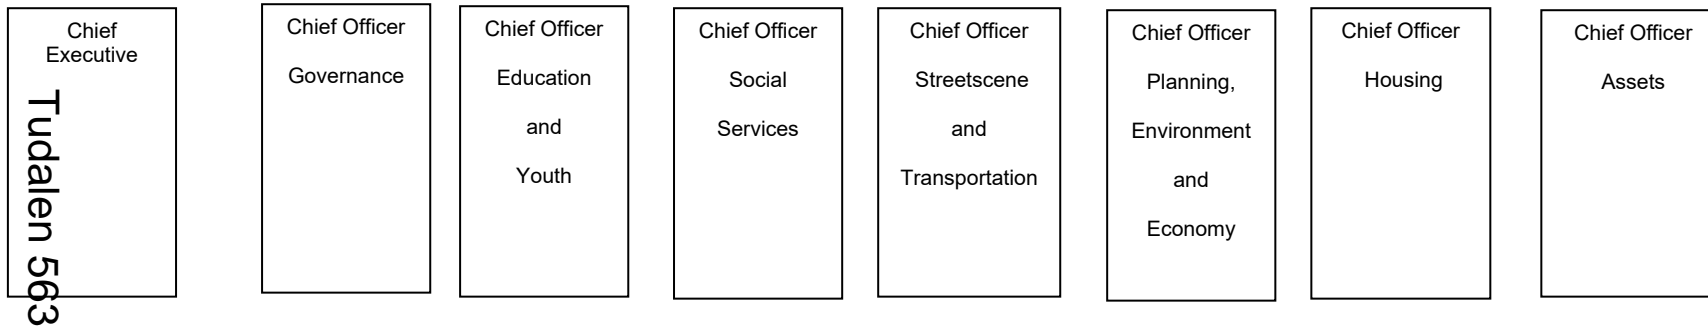 Chief
Executive
Tudalen 563
Chief Officer
Governance
Chief Officer
Education
and
Youth
Chief Officer
Social
Services
Chief Officer
Streetscene
and
Transportation
Chief Officer
Planning,
Environment
and
Economy
Chief Officer
Housing
Chief Officer
Assets